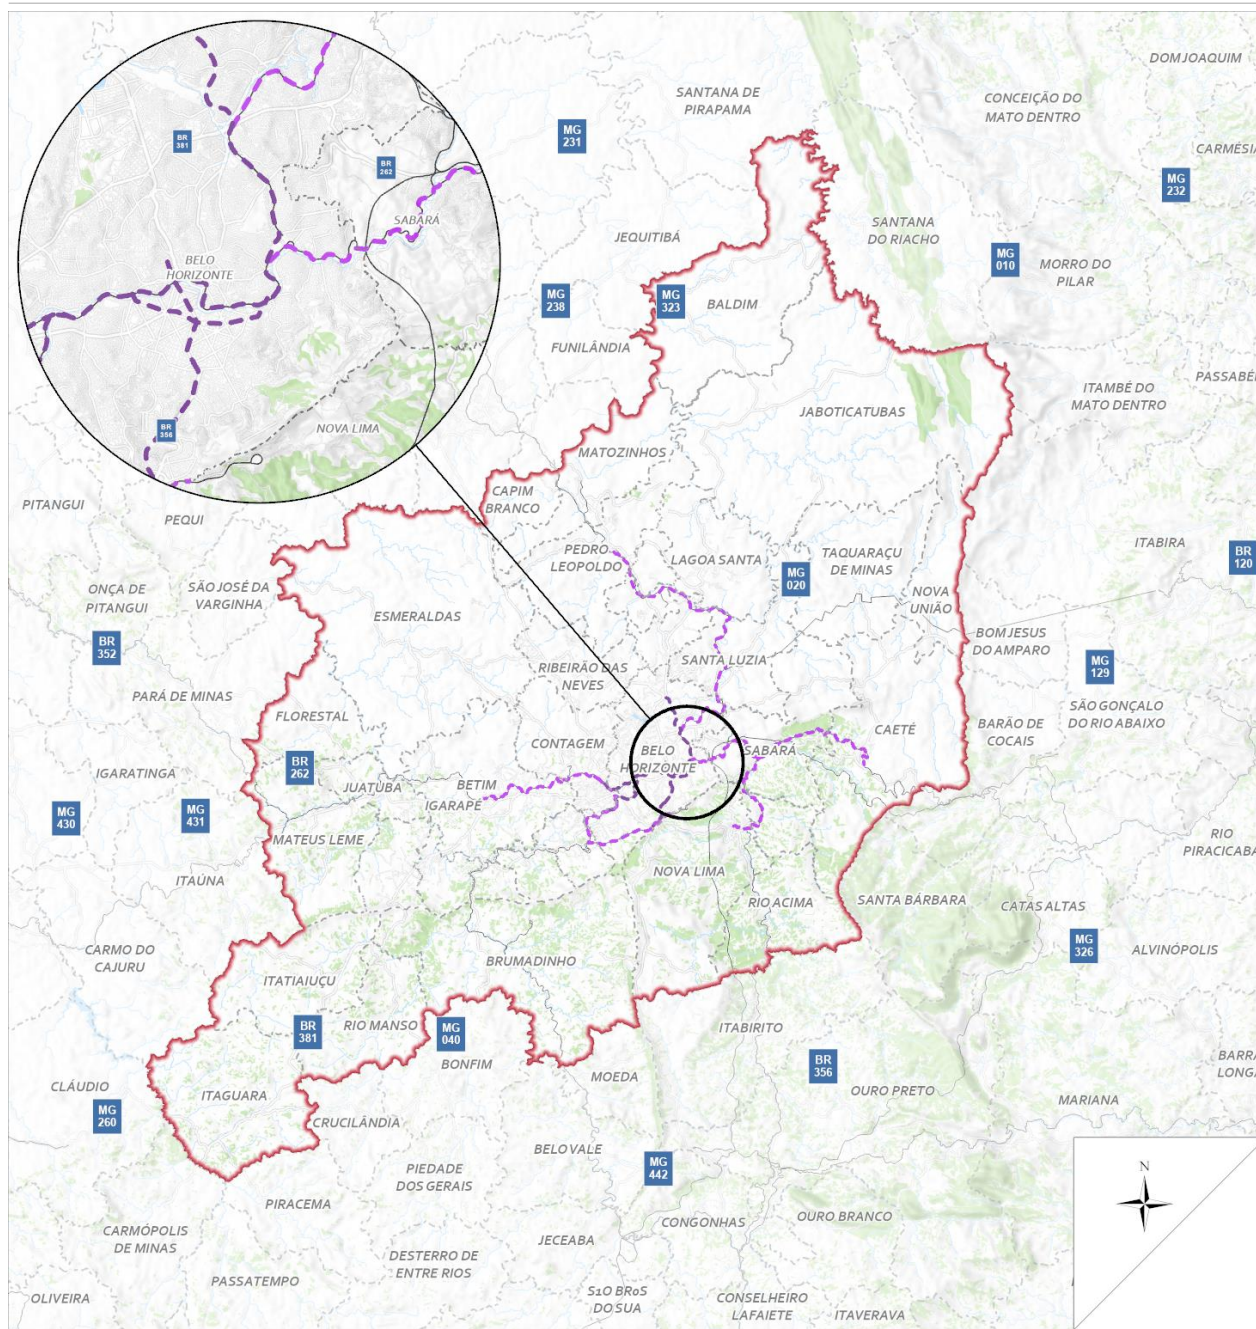 DOM JOAQUIM
SANTANA DE
PIRAPAMA
CONCEIÇÃO DO
MATO DENTRO
MG
231
BR
381
CARMÉSIA
BR
262
MG
232
SABARÁ
SANTANA
DO RIACHO
JEQUITIBÁ
MG
010
MORRO DO
PILAR
BELO
HORIZONTE
MG
238
MG
323
BALDIM
FUNILÂNDIA
PASSABÉ
ITAMBÉ DO
MATO DENTRO
JABOTICATUBAS
BR
356
NOVA LIMA
MATOZINHOS
CAPIM
BRANCO
PITANGUI
PEQUI
ITABIRA
BR
120
PEDRO
LEOPOLDO
LAGOA SANTA
TAQUARAÇU
DE MINAS
MG
020
ONÇA DE
PITANGUI
SÃO JOSÉ DA
VARGINHA
NOVA
UNIÃO
ESMERALDAS
BOM JESUS
DO AMPARO
BR
352
SANTA LUZIA
MG
129
RIBEIRÃO DAS
NEVES
PARÁ DE MINAS
SÃO GONÇALO
DO RIO ABAIXO
FLORESTAL
BARÃO DE
COCAIS
CAETÉ
CONTAGEM
BELO
HORIZONTE
SABARÁ
BR
262
IGARATINGA
JUATUBA
BETIM
IGARAPÉ
MG
430
MG
431
MATEUS LEME
RIO
PIRACICABA
ITAÚNA
NOVA LIMA
RIO ACIMA
SANTA BÁRBARA
CATAS ALTAS
CARMO DO
CAJURU
MG
326
ALVINÓPOLIS
BRUMADINHO
ITATIAIUÇU
BR
381
RIO MANSO
MG
040
ITABIRITO
BONFIM
BR
356
BARRA
LONGA
MOEDA
CLÁUDIO
ITAGUARA
OURO PRETO
MARIANA
MG
260
CRUCILÂNDIA
BELO VALE
MG
442
PIEDADE
DOS GERAIS
N
PIRACEMA
OURO BRANCO
CONGONHAS
CARMÓPOLIS
DE MINAS
JECEABA
DESTERRO DE
ENTRE RIOS
PASSATEMPO
S1O BR0S
DO SUA
CONSELHEIRO
LAFAIETE
OLIVEIRA
ITAVERAVA